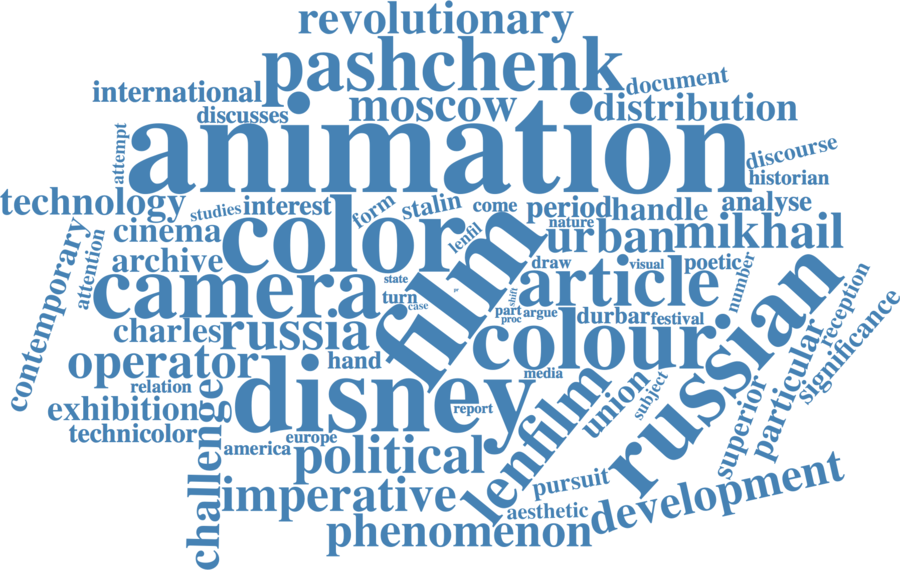 revolutionary
pashchenk
document
international
moscow
distribution
discusses
animation
attempt
discourse
historian
technology
studies
interest
form
stalin
come
period
handle
analyse
cinema
color
lenfil
nature
urban
mikhail
contemporary
attention
archive
film
draw
visual
poetic
number
state
camera
turn
case
shift
article
part
argue
proc
durbar
festival
charles
russia
colour
russian
reception
significance
particular
operator
hand
disney
media
relation
report
lenfilm
union
subject
superior
exhibition
technicolor
challenge
america
europe
political
pursuit
imperative
aesthetic
development
phenomenon